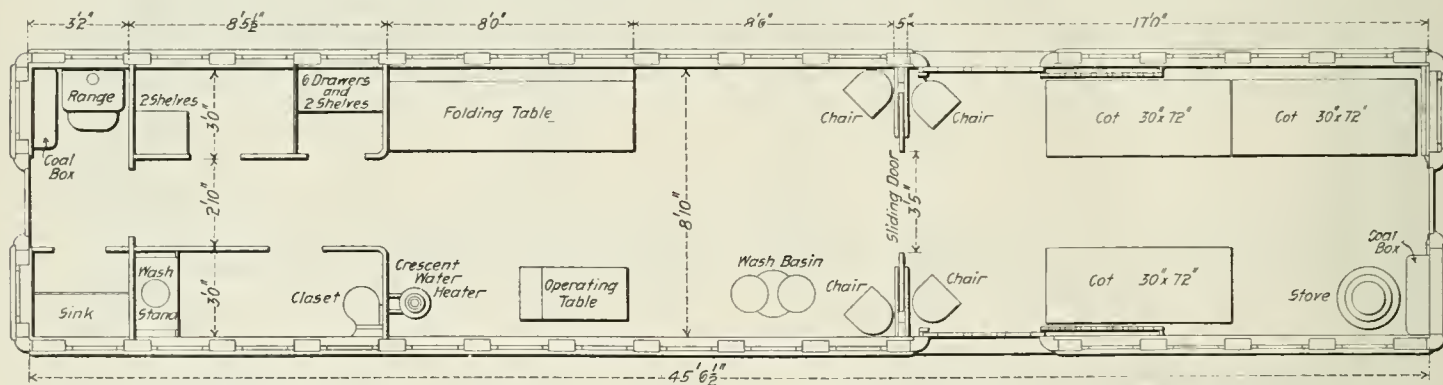 3'2"
8'5½"
8'0"
8'6"
5"
17'0"
Range
2 Shelves
6 Drawers
and
2 Shelves
Folding Table
Chair
Chair
Cot 30"x 72"
Cot 30"x 72"
Coal
Box
3'0"
2'10"
3'0"
8'10"
Sliding Door
3'5"
Wash
Stand
Sink
Closet
Crescent
Water
Heater
Operating
Table
Wash Basin
Chair
Chair
Cot 30"x 72"
Stove
Coal
Box
45'6½"